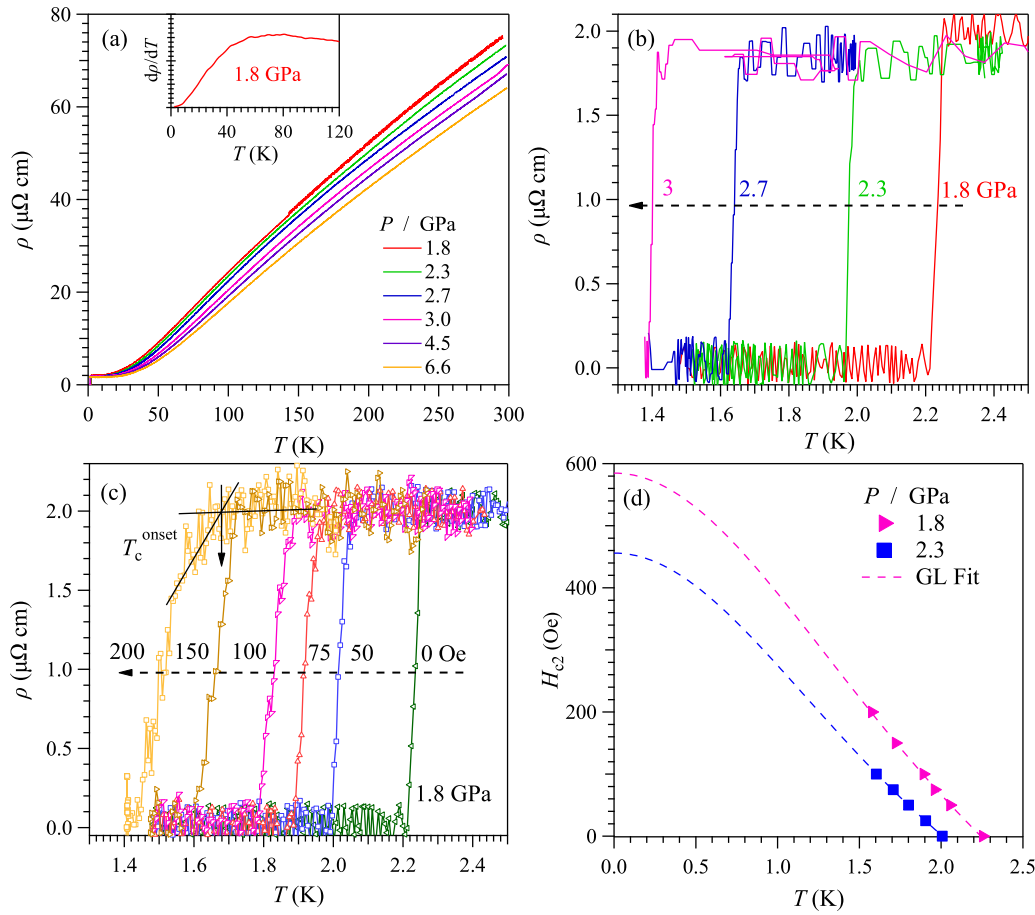 (a)
80
60
40
20
0
ρ (μΩ cm)
0 50 100 150 200 250 300
T (K)
dρ/dT
1.8 GPa
0 40 80 120
T (K)
P / GPa
1.8
2.3
2.7
3.0
4.5
6.6
(b)
2.0
1.5
1.0
0.5
0.0
ρ (μΩ cm)
3 2.7 2.3 1.8 GPa
1.4 1.6 1.8 2.0 2.2 2.4
T (K)
(c)
2.0
1.5
1.0
0.5
0.0
ρ (μΩ cm)
Tc onset
200 150 100 75 50 0 Oe
1.8 GPa
1.4 1.6 1.8 2.0 2.2 2.4
T (K)
(d)
600
400
200
0
Hc2 (Oe)
P / GPa
1.8
2.3
GL Fit
0.0 0.5 1.0 1.5 2.0 2.5
T (K)